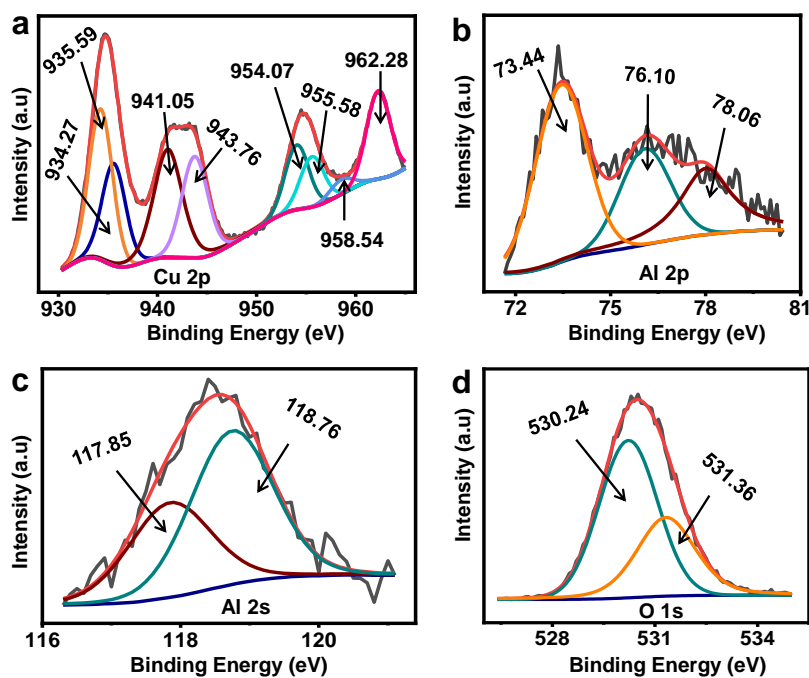 a
935.59
934.27
941.05
943.76
954.07
955.58
958.54
962.28
Cu 2p
Intensity (a.u)
930 940 950 960
Binding Energy (eV)
b
73.44
76.10
78.06
Al 2p
Intensity (a.u)
72 75 78 81
Binding Energy (eV)
c
117.85
118.76
Al 2s
Intensity (a.u)
116 118 120
Binding Energy (eV)
d
530.24
531.36
O 1s
Intensity (a.u)
528 531 534
Binding Energy (eV)